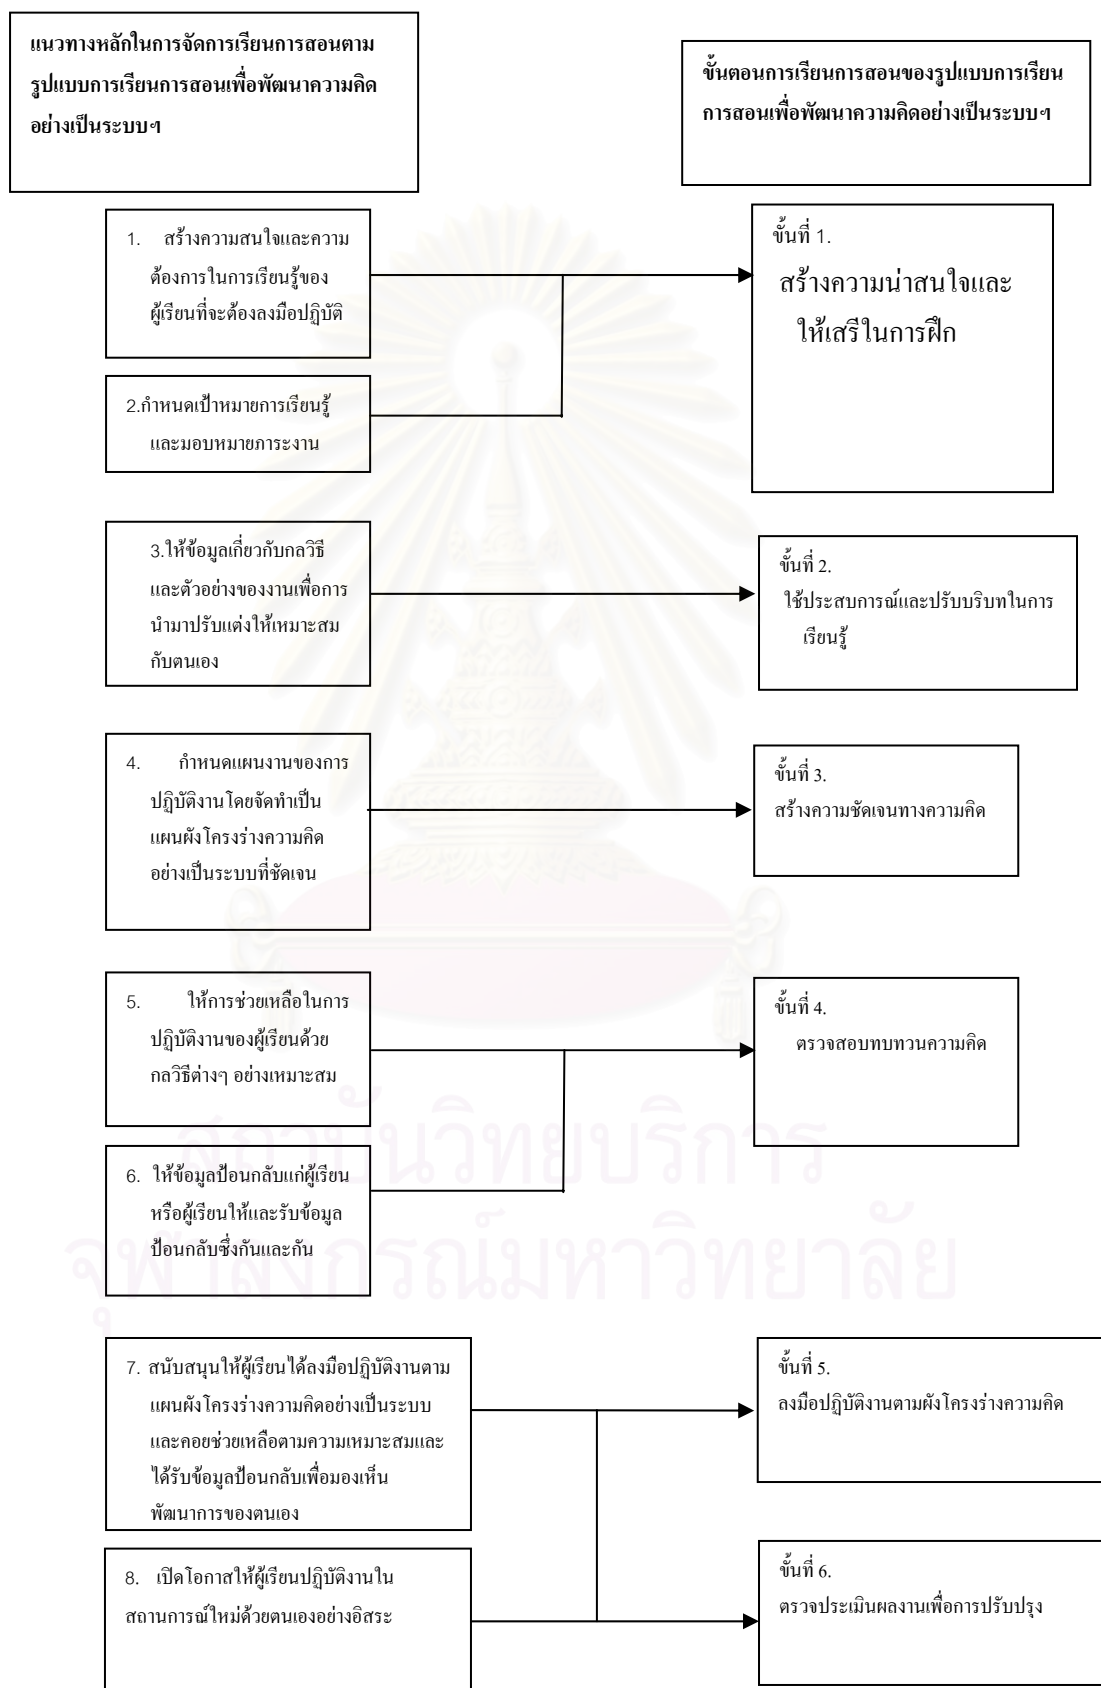 แนวทางหลักในการจัดการเรียนการสอนตาม
รูปแบบการเรียนการสอนเพื่อพัฒนาความคิด
อย่างเป็นระบบฯ
ขั้นตอนการเรียนการสอนของรูปแบบการเรียน
การสอนเพื่อพัฒนาความคิดอย่างเป็นระบบฯ
1. สร้างความสนใจและความ
ต้องการในการเรียนรู้ของ
ผู้เรียนที่จะต้องลงมือปฏิบัติ
2.กำหนดเป้าหมายการเรียนรู้
และมอบหมายภาระงาน
ขั้นที่ 1.
สร้างความน่าสนใจและ
ให้เสรีในการฝึก
3.ให้ข้อมูลเกี่ยวกับกลวิธี
และตัวอย่างของงานเพื่อการ
นำมาปรับแต่งให้เหมาะสม
กับตนเอง
ขั้นที่ 2.
ใช้ประสบการณ์และปรับบริบทในการ
เรียนรู้
4. กำหนดแผนงานของการ
ปฏิบัติงานโดยจัดทำเป็น
แผนผังโครงร่างความคิด
อย่างเป็นระบบที่ชัดเจน
ขั้นที่ 3.
สร้างความชัดเจนทางความคิด
5. ให้การช่วยเหลือในการ
ปฏิบัติงานของผู้เรียนด้วย
กลวิธีต่างๆ อย่างเหมาะสม
6. ให้ข้อมูลป้อนกลับแก่ผู้เรียน
หรือผู้เรียนให้และรับข้อมูล
ป้อนกลับซึ่งกันและกัน
ขั้นที่ 4.
ตรวจสอบทบทวนความคิด
สถาบันวิทยบริการ
จุฬาลงกรณ์มหาวิทยาลัย
7. สนับสนุนให้ผู้เรียนได้ลงมือปฏิบัติงานตาม
แผนผังโครงร่างความคิดอย่างเป็นระบบ
และคอยช่วยเหลือตามความเหมาะสมและ
ได้รับข้อมูลป้อนกลับเพื่อมองเห็น
พัฒนาการของตนเอง
8. เปิดโอกาสให้ผู้เรียนปฏิบัติงานใน
สถานการณ์ใหม่ด้วยตนเองอย่างอิสระ
ขั้นที่ 5.
ลงมือปฏิบัติงานตามผังโครงร่างความคิด
ขั้นที่ 6.
ตรวจประเมินผลงานเพื่อการปรับปรุง